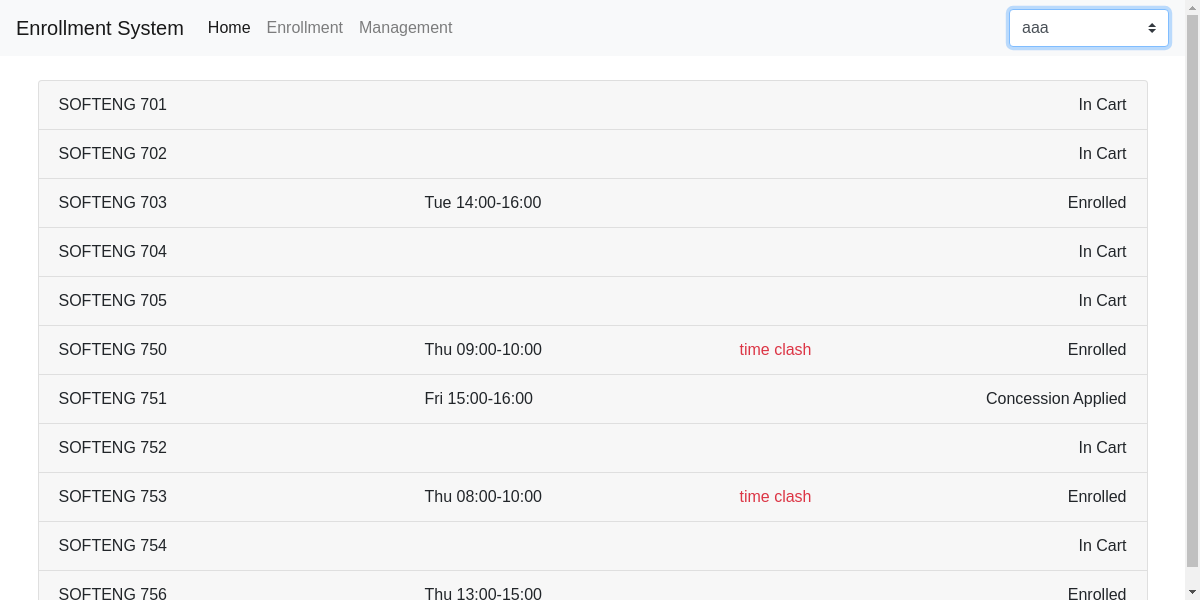 Enrollment System Home Enrollment Management aaa
SOFTENG 701 In Cart
SOFTENG 702 In Cart
SOFTENG 703 Tue 14:00-16:00 Enrolled
SOFTENG 704 In Cart
SOFTENG 705 In Cart
SOFTENG 750 Thu 09:00-10:00 time clash Enrolled
SOFTENG 751 Fri 15:00-16:00 Concession Applied
SOFTENG 752 In Cart
SOFTENG 753 Thu 08:00-10:00 time clash Enrolled
SOFTENG 754 In Cart
SOFTENG 756 Thu 13:00-15:00 Enrolled